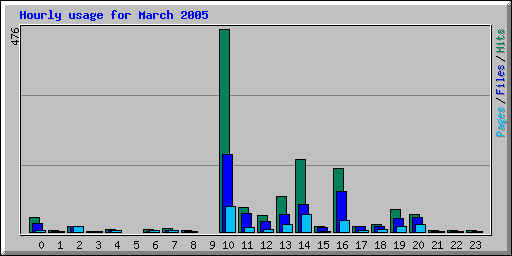 Hourly usage for March 2005
476
Pages / Files / Hits
0 1 2 3 4 5 6 7 8 9 10 11 12 13 14 15 16 17 18 19 20 21 22 23